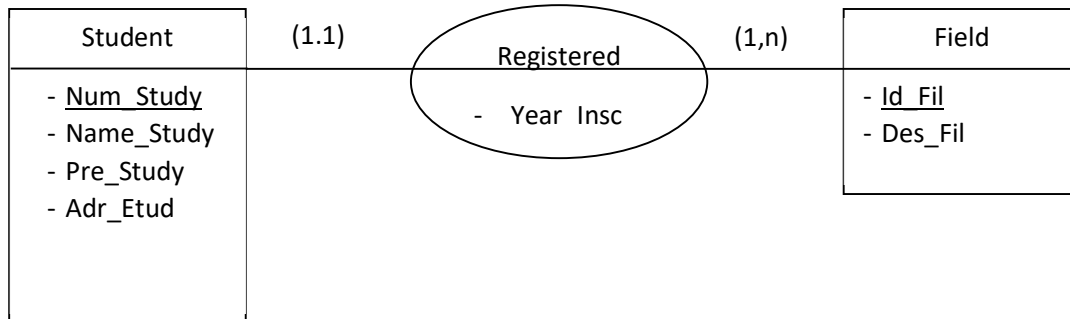 Student
(1.1)
Registered
(1,n)
Field
- Num_Study
- Name_Study
- Pre_Study
- Adr_Etud
- Year Insc
- Id_Fil
- Des_Fil